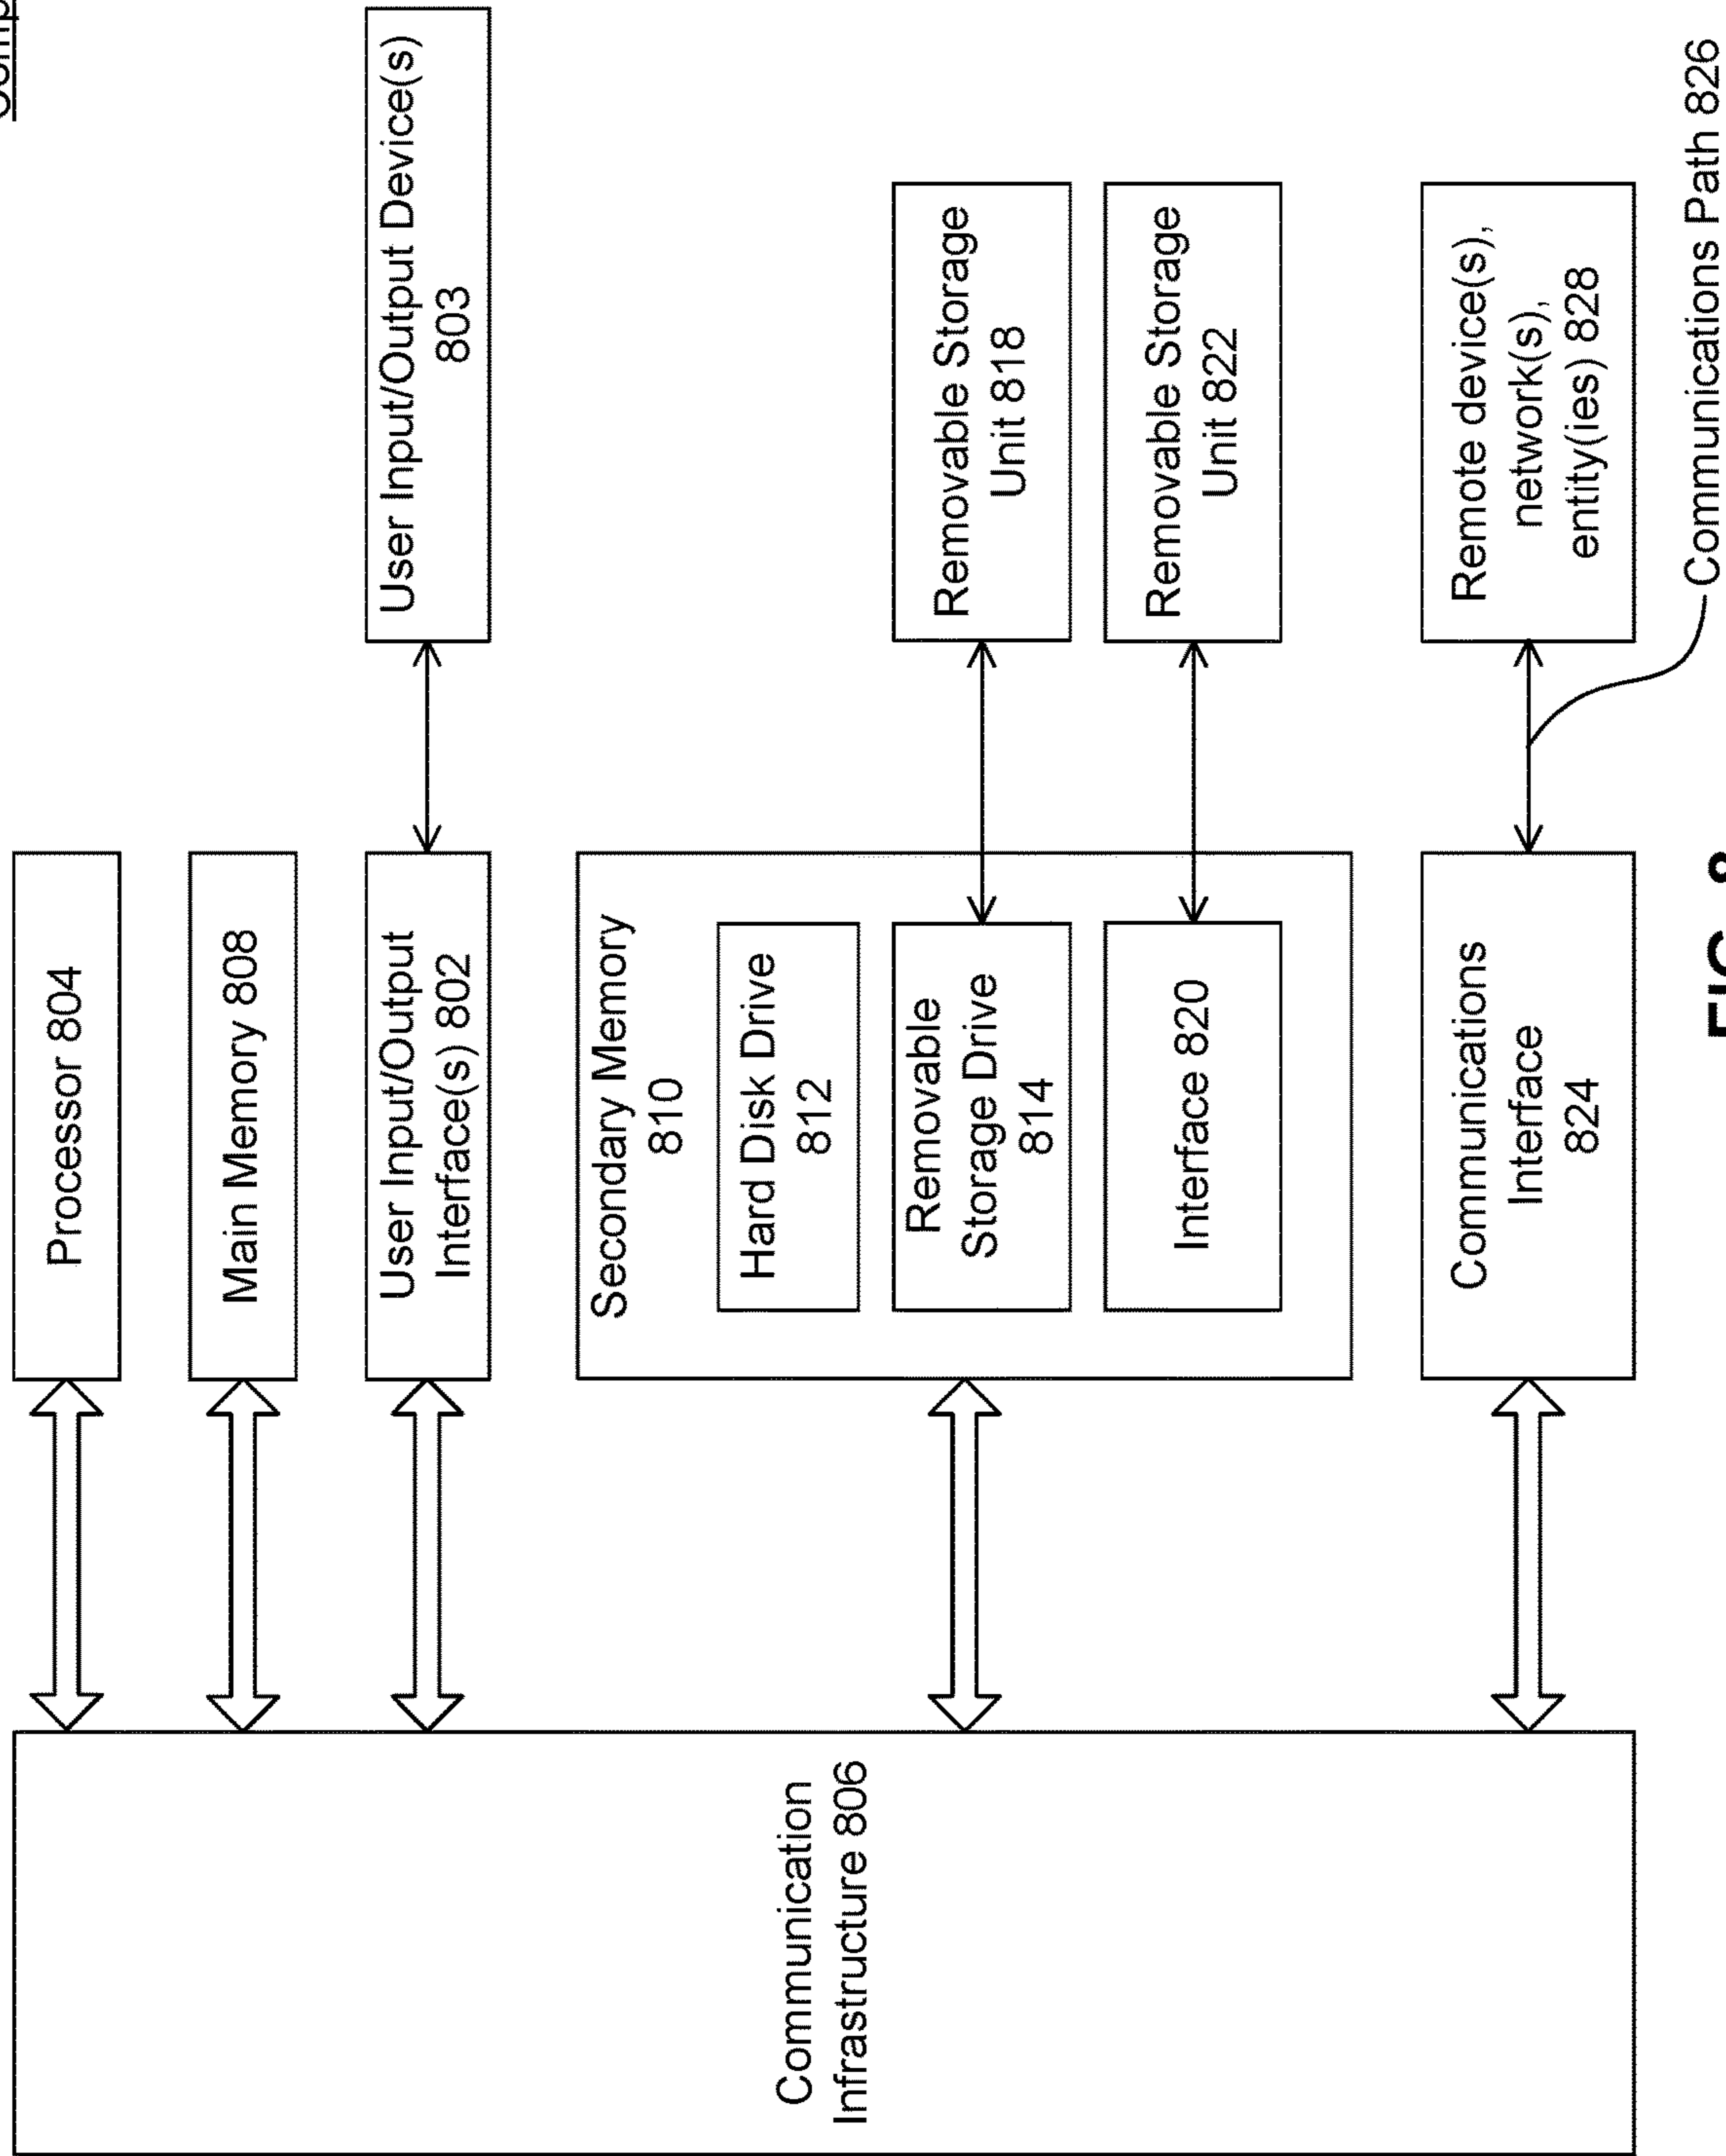 Processor 804
Main Memory 808
User Input/Output
Interface(s) 802
User Input/Output Device(s)
803
Secondary Memory
810
Hard Disk Drive
812
Removable
Storage Drive
814
Interface 820
Removable Storage
Unit 818
Removable Storage
Unit 822
Communications
Interface
824
Remote device(s),
network(s),
entity(ies) 828
Communications Path 826
Communication
Infrastructure 806